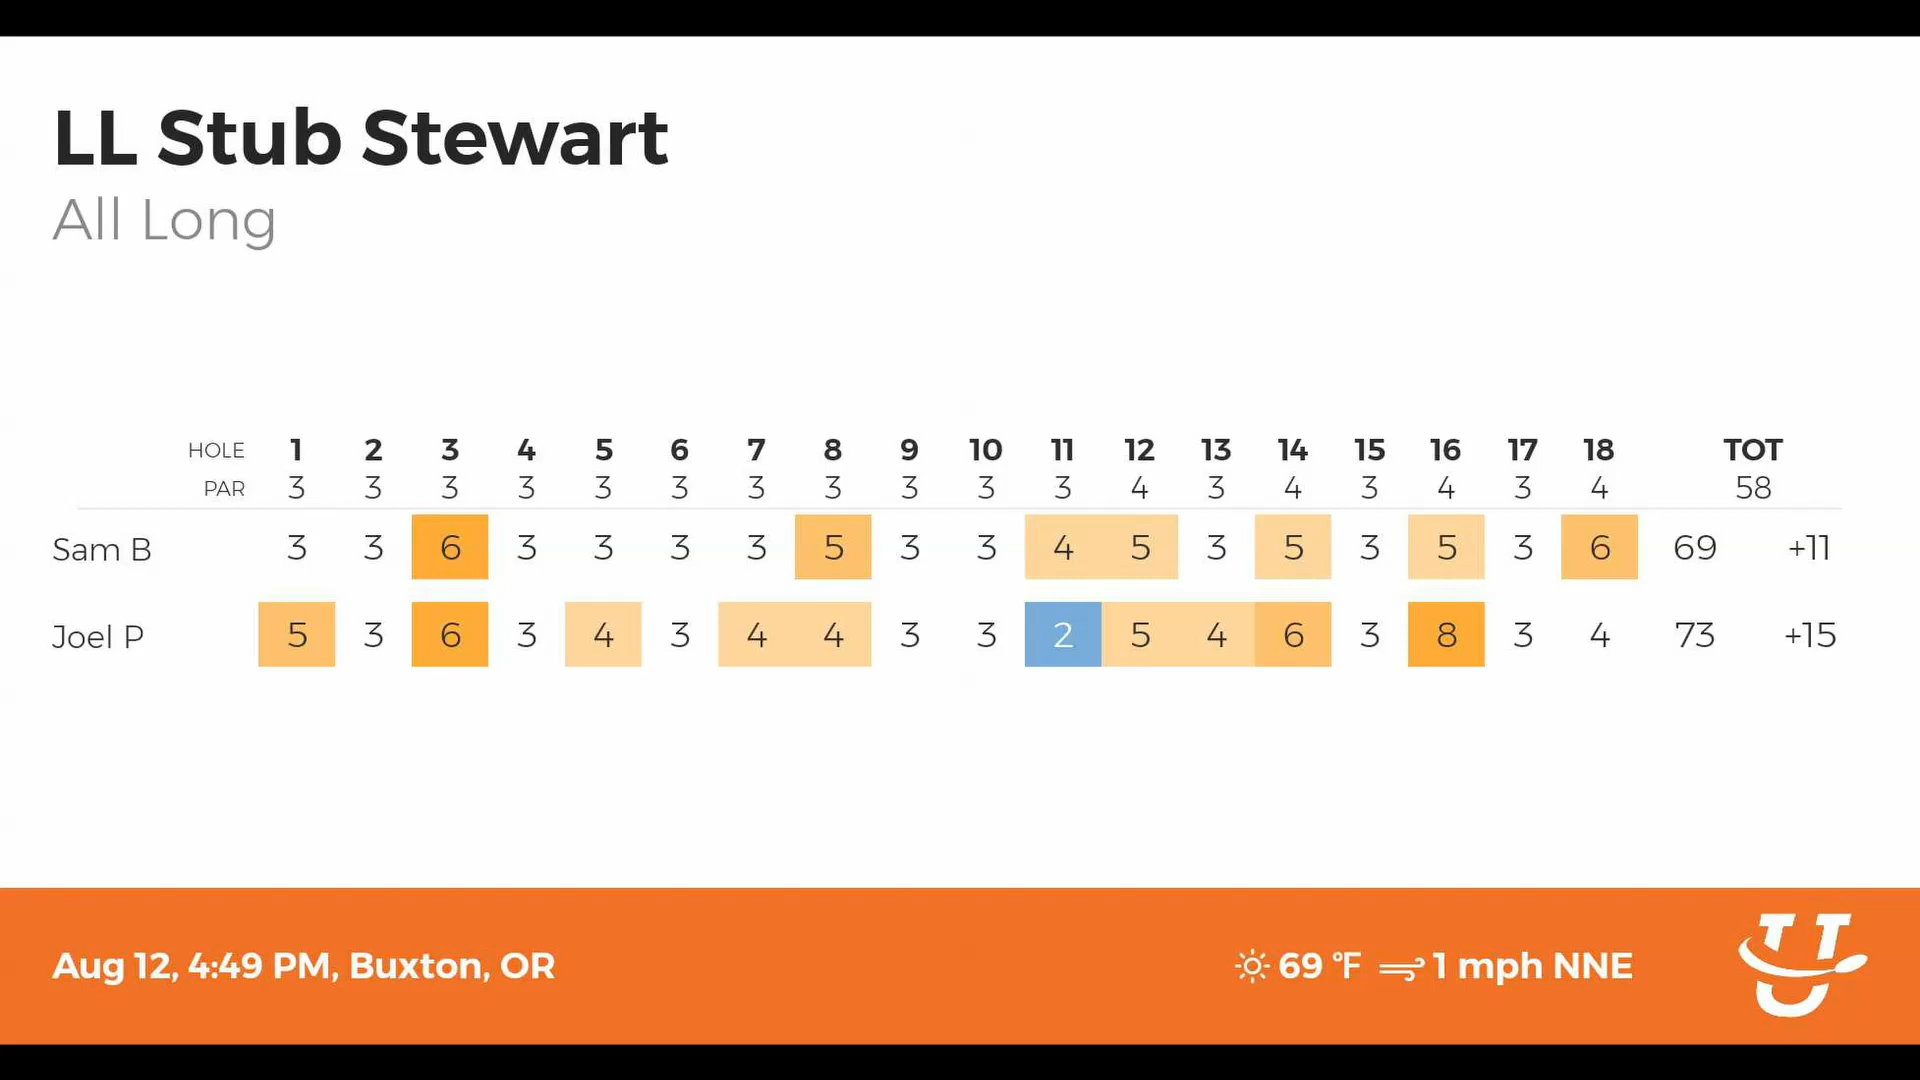 LL Stub Stewart
All Long
HOLE 1 2 3 4 5 6 7 8 9 10 11 12 13 14 15 16 17 18 TOT
PAR 3 3 3 3 3 3 3 3 3 3 3 4 3 4 3 4 3 4 58
Sam B 3 3 6 3 3 3 3 5 3 3 4 5 3 5 3 5 3 6 69 +11
Joel P 5 3 6 3 4 3 4 4 3 3 2 5 4 6 3 8 3 4 73 +15
Aug 12, 4:49 PM, Buxton, OR 69 °F 1 mph NNE